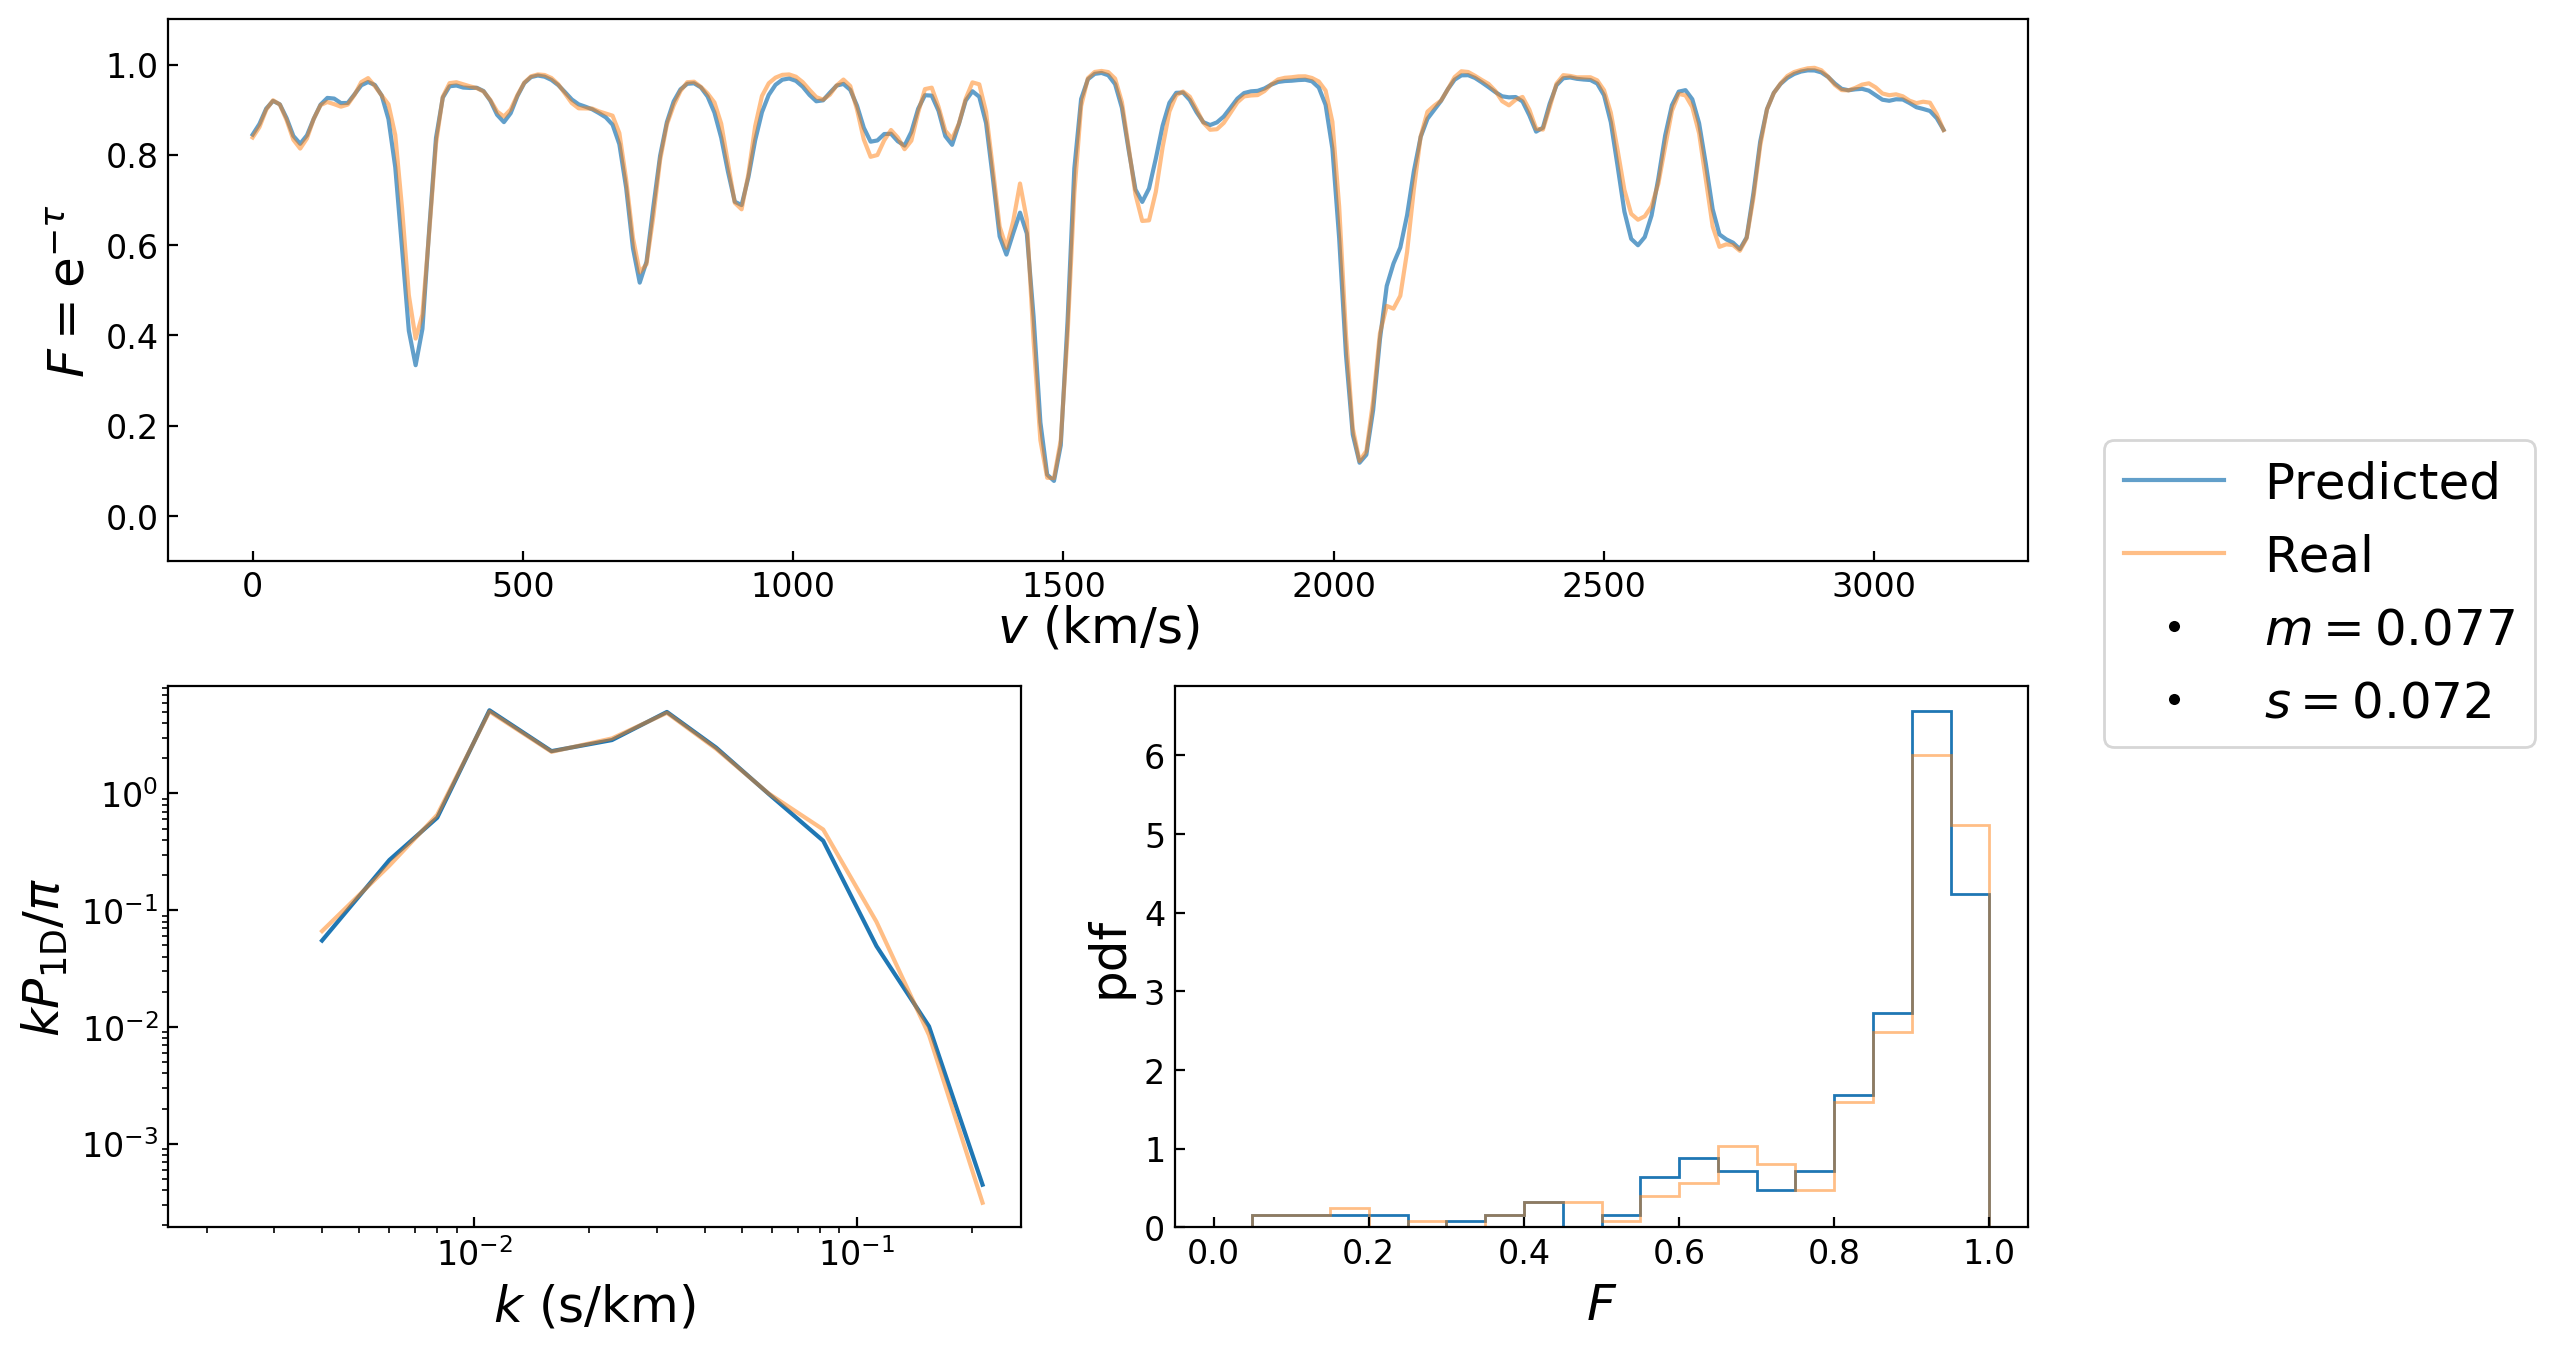 1.0
0.8
0.6
0.4
0.2
0.0
F = e^{−τ}
0 500 1000 1500 2000 2500 3000
v (km/s)
Predicted
Real
m = 0.077
s = 0.072
10^0
10^{−1}
10^{−2}
10^{−3}
kP_{1D}/π
10^{−2} 10^{−1}
k (s/km)
6
5
4
3
2
1
0
pdf
0.0 0.2 0.4 0.6 0.8 1.0
F